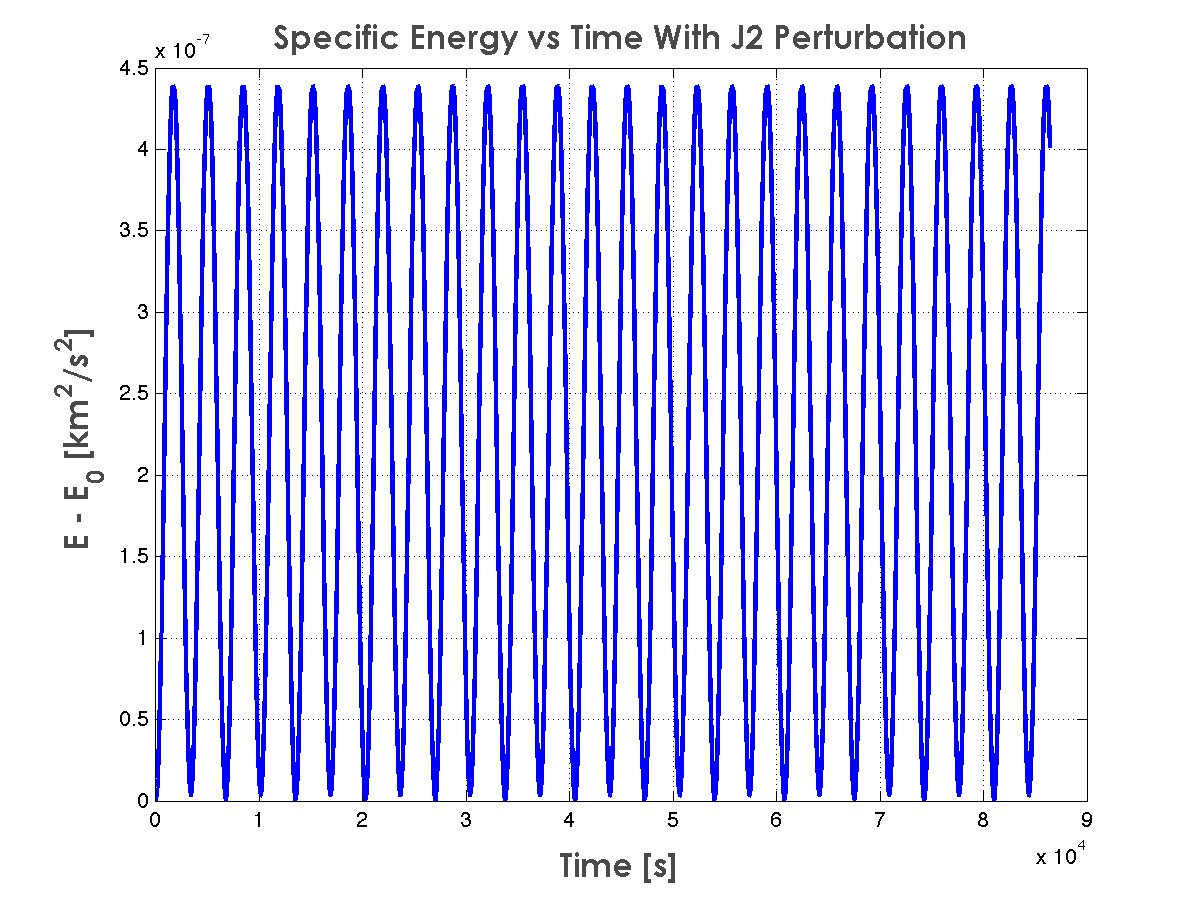 Specific Energy vs Time With J2 Perturbation
x 10^-7
4.5
4
3.5
3
2.5
2
1.5
1
0.5
0
E - E_0 [km^2/s^2]
0 1 2 3 4 5 6 7 8 9
x 10^4
Time [s]